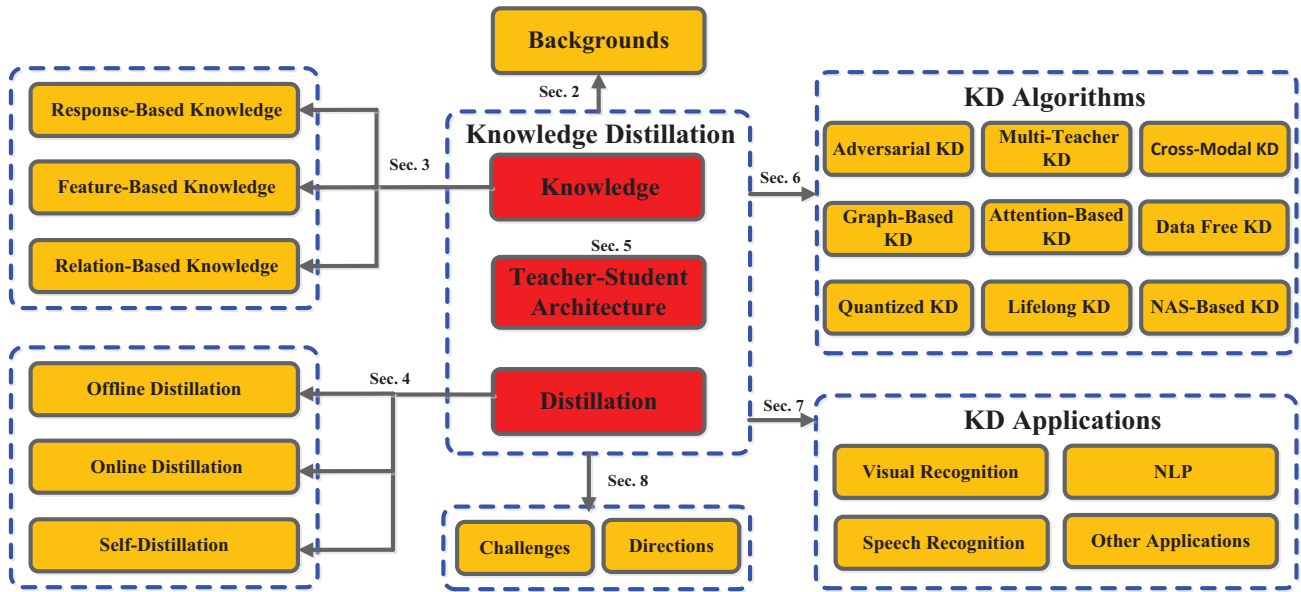 Backgrounds
Sec. 2
Response-Based Knowledge
Feature-Based Knowledge
Relation-Based Knowledge
Sec. 3
Knowledge Distillation
Knowledge
Sec. 5
Teacher-Student
Architecture
Distillation
Sec. 4
Offline Distillation
Online Distillation
Self-Distillation
Sec. 6
KD Algorithms
Adversarial KD
Multi-Teacher
KD
Cross-Modal KD
Graph-Based
KD
Attention-Based
KD
Data Free KD
Quantized KD
Lifelong KD
NAS-Based KD
Sec. 7
KD Applications
Visual Recognition
NLP
Speech Recognition
Other Applications
Sec. 8
Challenges
Directions